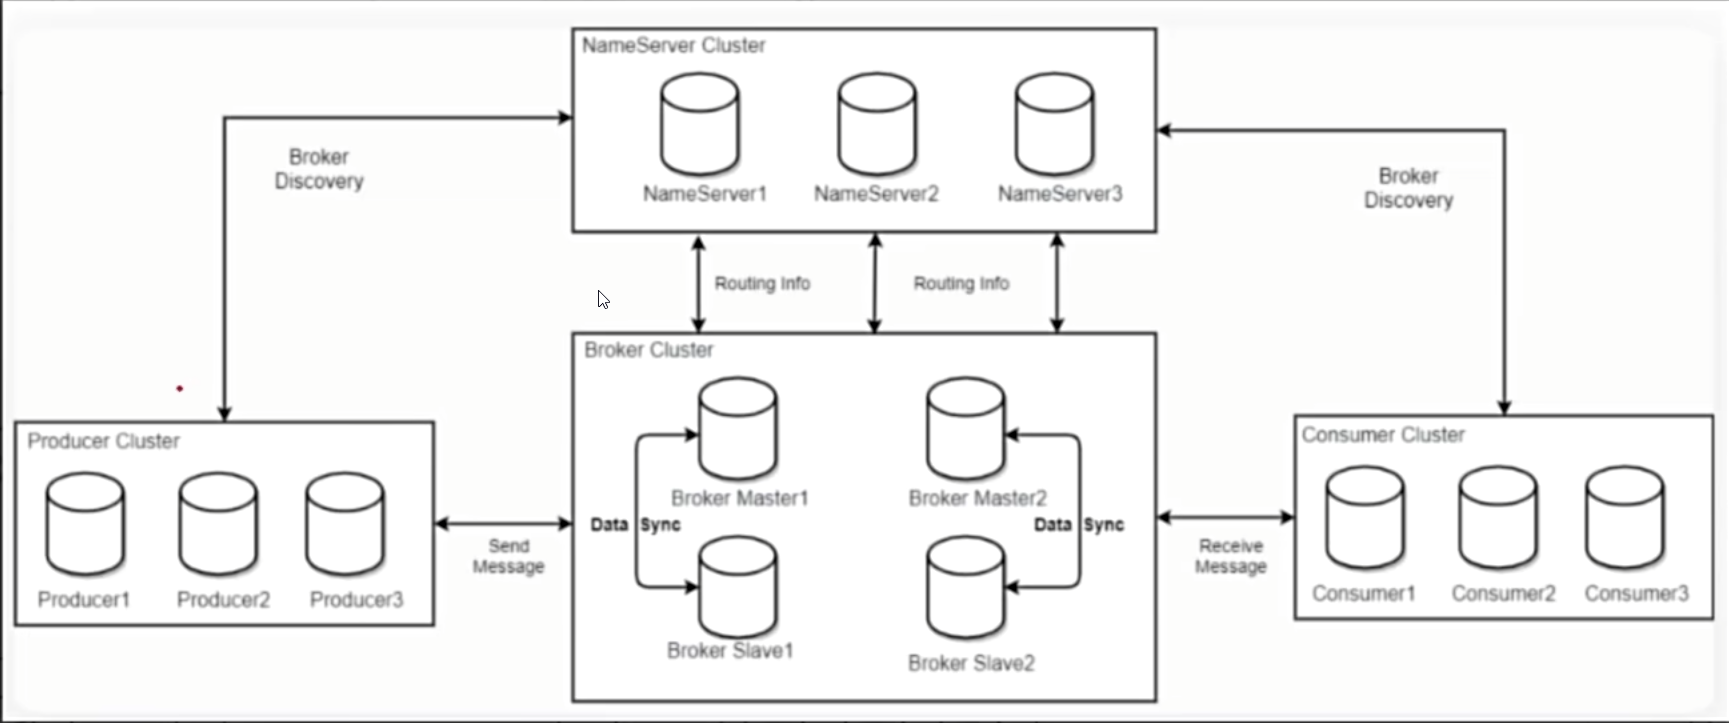 NameServer Cluster
NameServer1
NameServer2
NameServer3
Broker
Discovery
Broker
Discovery
Routing Info
Routing Info
Broker Cluster
Broker Master1
Broker Master2
Data Sync
Data Sync
Broker Slave1
Broker Slave2
Producer Cluster
Producer1
Producer2
Producer3
Send
Message
Receive
Message
Consumer Cluster
Consumer1
Consumer2
Consumer3